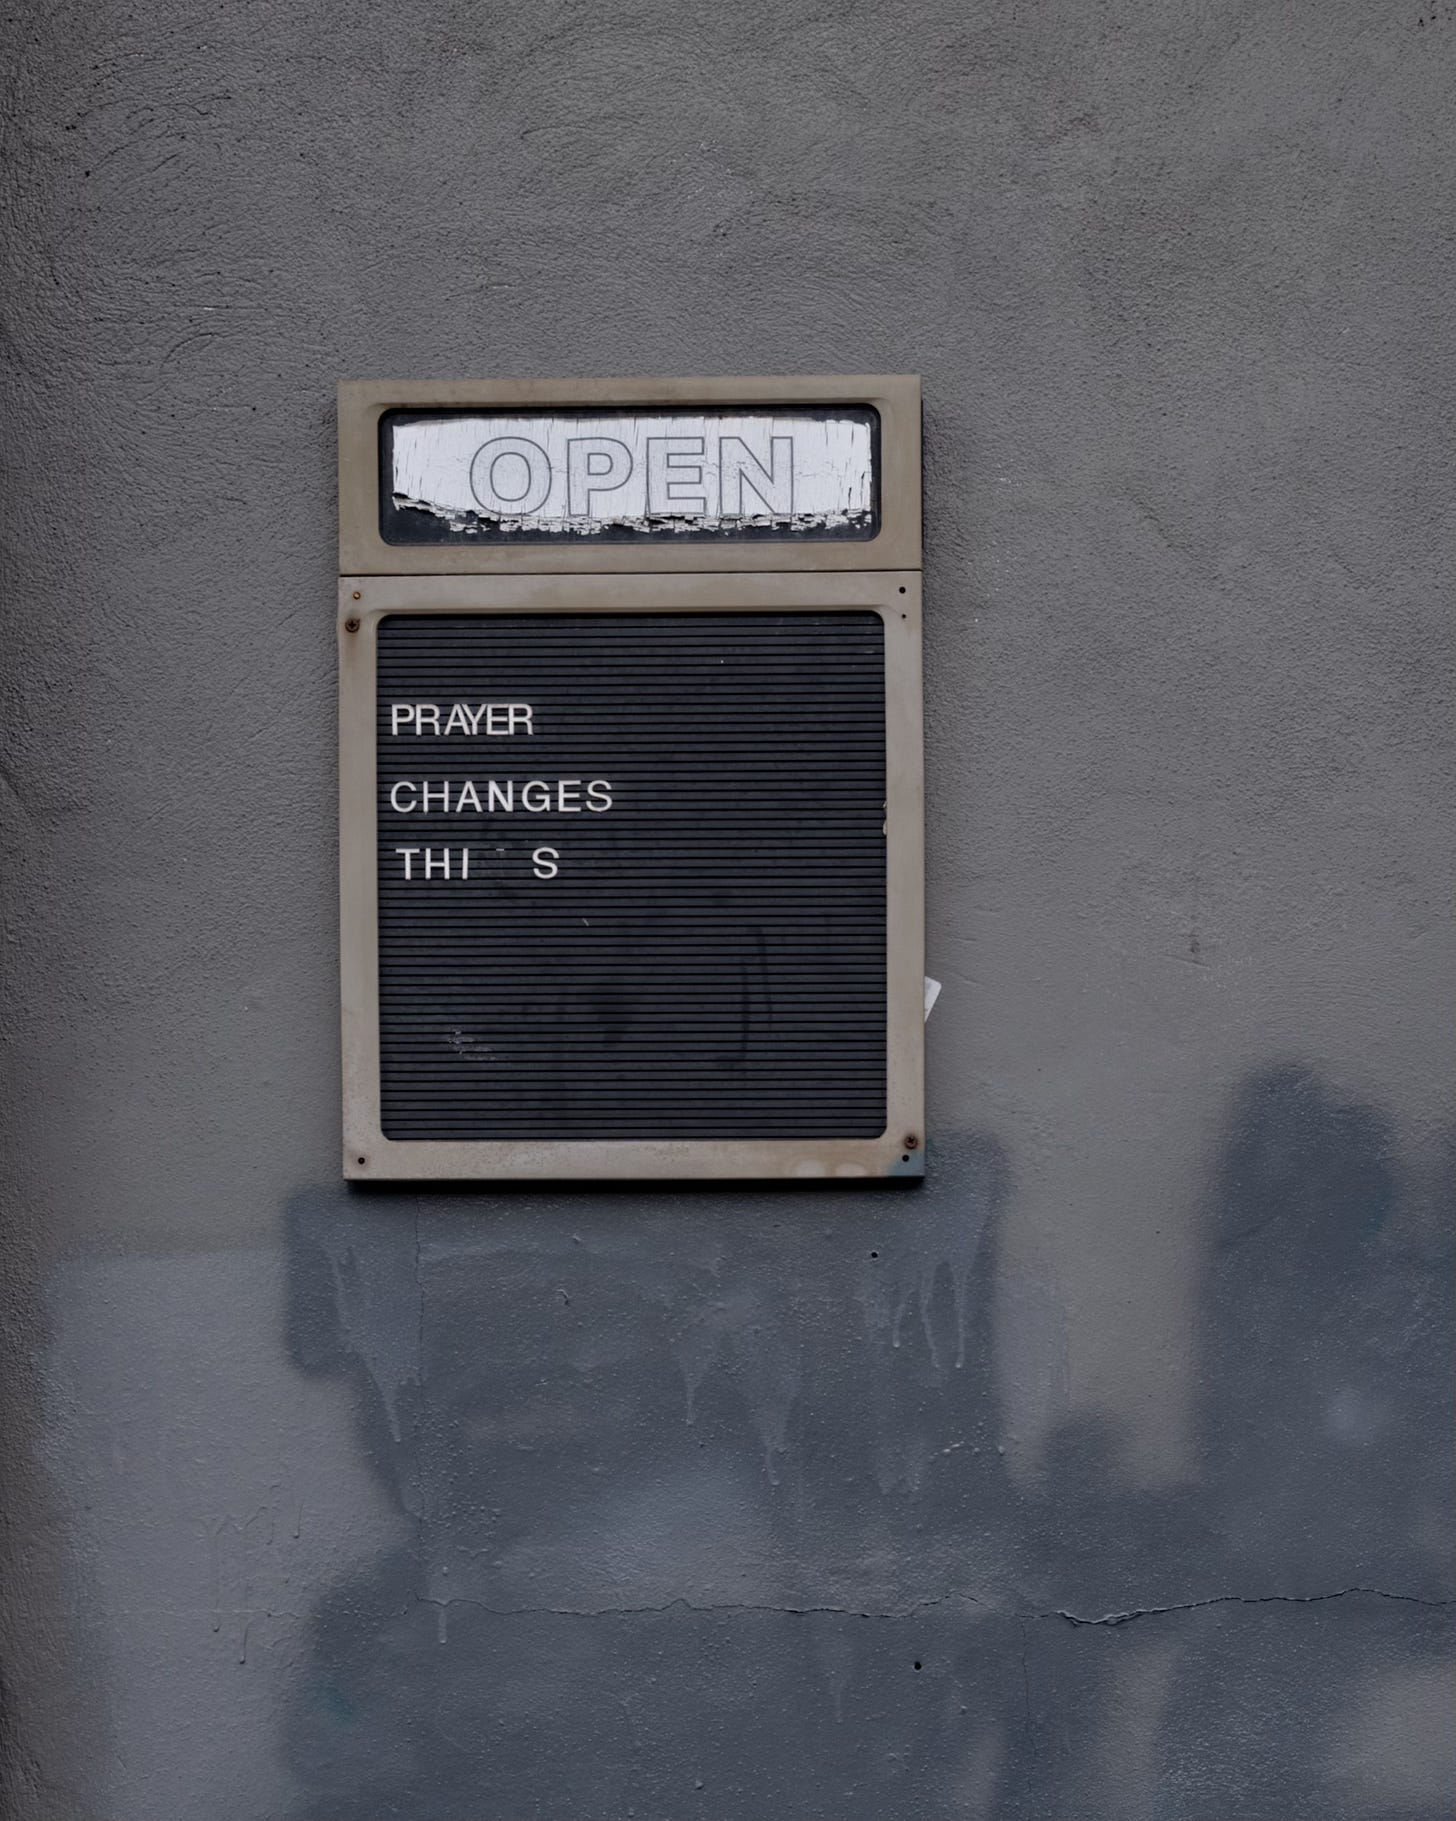 OPEN
PRAYER
CHANGES
THI S